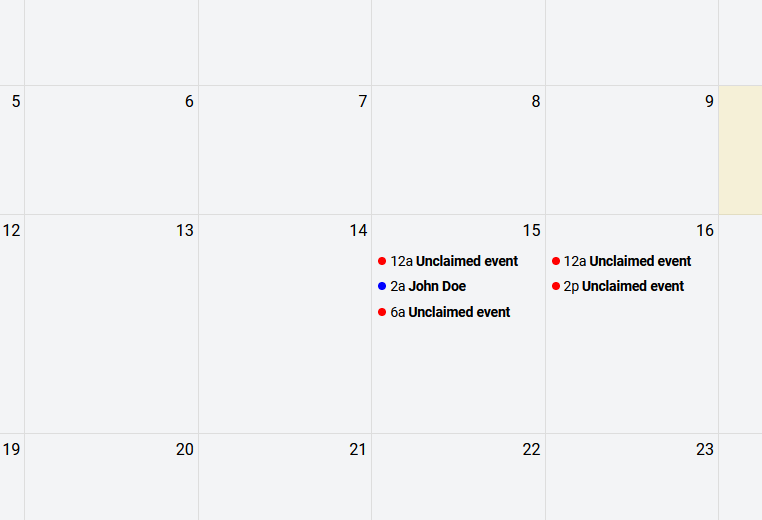 5 6 7 8 9
12 13 14 15 16
12a Unclaimed event
2a John Doe
6a Unclaimed event
12a Unclaimed event
2p Unclaimed event
19 20 21 22 23